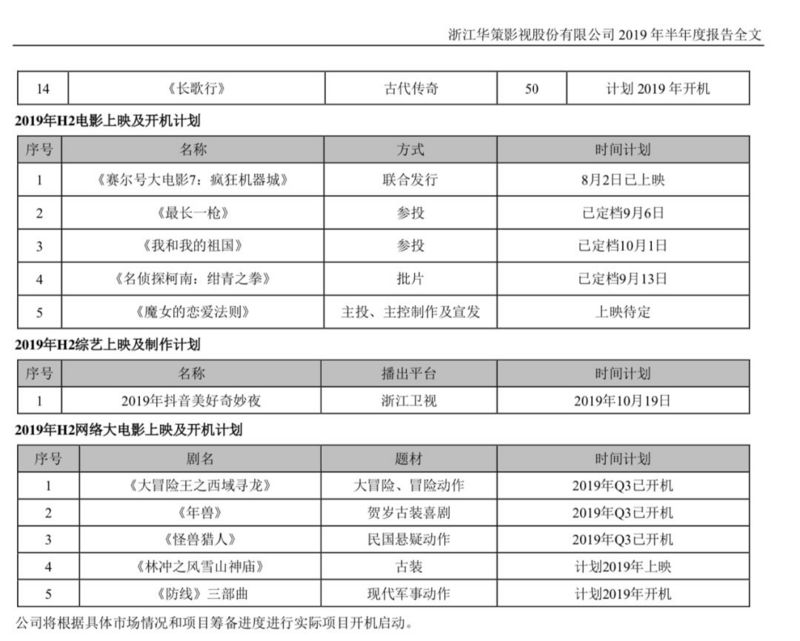 浙江华策影视股份有限公司 2019 年半年度报告全文
14 《长歌行》 古代传奇 50 计划 2019 年开机
2019年H2电影上映及开机计划
序号 名称 方式 时间计划
1 《赛尔号大电影7：疯狂机器城》 联合发行 8月2日已上映
2 《最长一枪》 参投 已定档9月6日
3 《我和我的祖国》 参投 已定档10月1日
4 《名侦探柯南：绀青之拳》 批片 已定档9月13日
5 《魔女的恋爱法则》 主投、主控制作及宣发 上映待定
2019年H2综艺上映及制作计划
序号 名称 播出平台 时间计划
1 2019年抖音美好奇妙夜 浙江卫视 2019年10月19日
2019年H2网络大电影上映及开机计划
序号 剧名 题材 时间计划
1 《大冒险王之西域寻龙》 大冒险、冒险动作 2019年Q3已开机
2 《年兽》 贺岁古装喜剧 2019年Q3已开机
3 《怪兽猎人》 民国悬疑动作 2019年Q3已开机
4 《林冲之风雪山神庙》 古装 计划2019年上映
5 《防线》三部曲 现代军事动作 计划2019年开机
公司将根据具体市场情况和项目筹备进度进行实际项目开机启动。